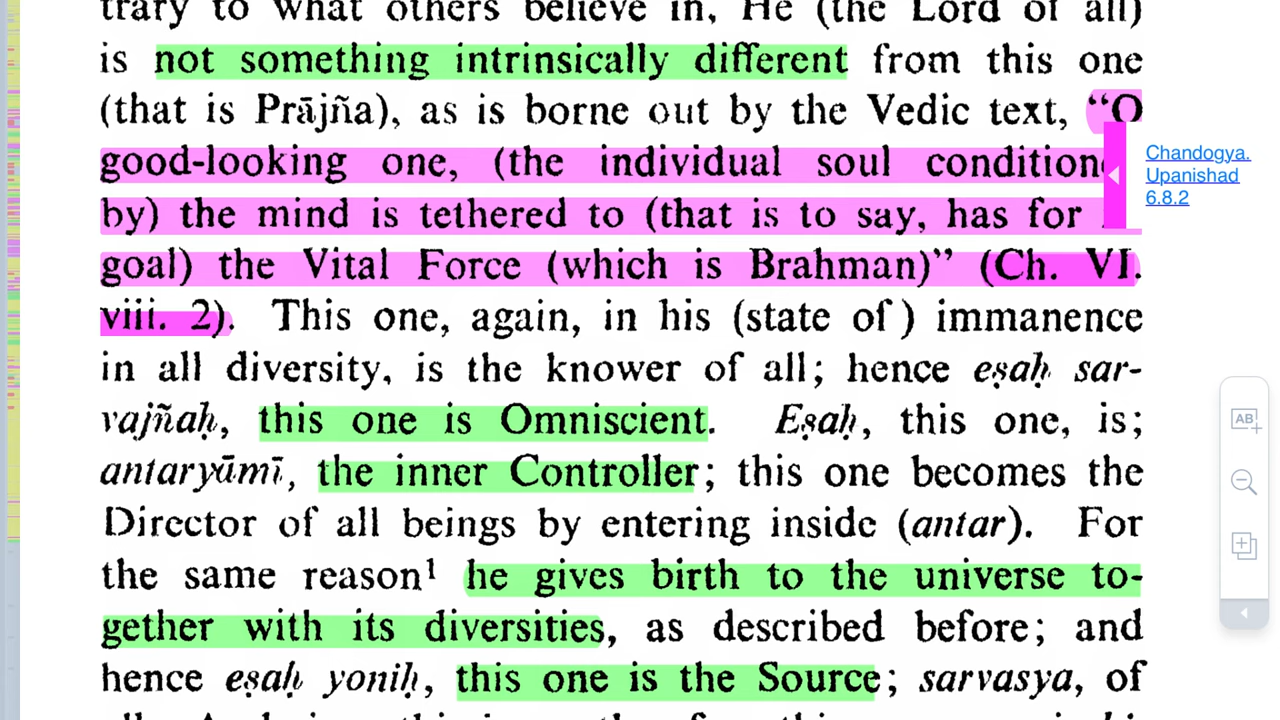 trary to what others believe in, He (the Lord of all)
is not something intrinsically different from this one
(that is Prājña), as is borne out by the Vedic text, “O
good-looking one, (the individual soul condition
by) the mind is tethered to (that is to say, has for
goal) the Vital Force (which is Brahman)” (Ch. VI.
viii. 2). This one, again, in his (state of) immanence
in all diversity, is the knower of all; hence eṣaḥ sar-
vajñaḥ, this one is Omniscient. Eṣaḥ, this one, is;
antaryāmī, the inner Controller; this one becomes the
Director of all beings by entering inside (antar). For
the same reason¹ he gives birth to the universe to-
gether with its diversities, as described before; and
hence eṣaḥ yoniḥ, this one is the Source; sarvasya, of
Chandogya.
Upanishad
6.8.2
AB